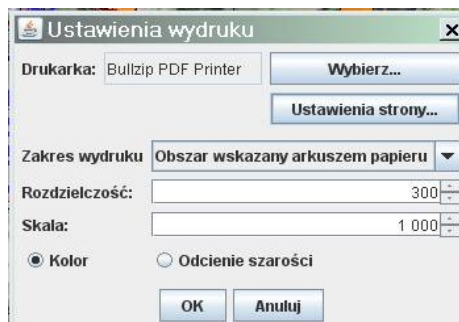 Ustawienia wydruku
Drukarka: Bullzip PDF Printer Wybierz...
Ustawienia strony...
Zakres wydruku Obszar wskazany arkuszem papieru
Rozdzielczość: 300
Skala: 1 000
Kolor Odcienie szarości
OK Anuluj